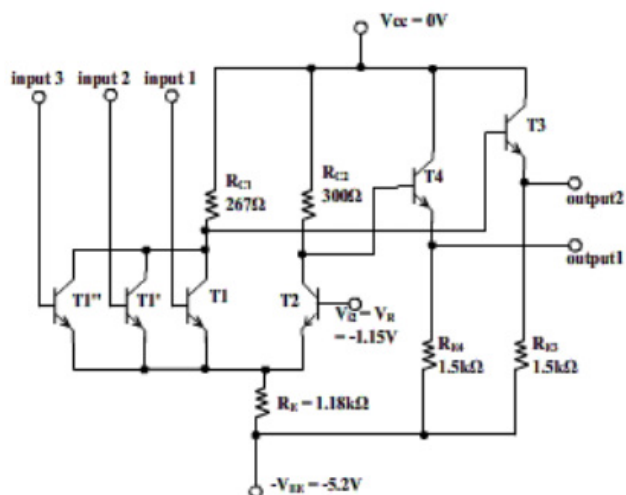 Vcc = 0V
input 3
input 2
input 1
T3
RC1
267Ω
RC2
300Ω
T4
output2
output1
T1"
T1'
T1
T2
Vi2 = VR
= -1.15V
RE4
1.5kΩ
RE3
1.5kΩ
RE = 1.18kΩ
-VEE = -5.2V